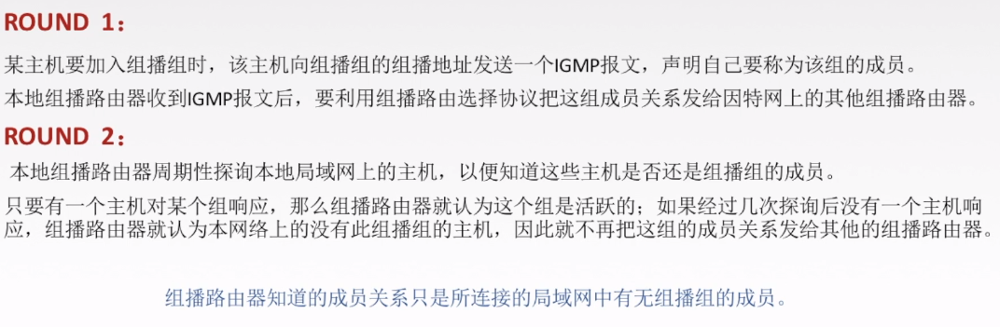 ROUND 1：
某主机要加入组播组时，该主机向组播组的组播地址发送一个IGMP报文，声明自己要称为该组的成员。
本地组播路由器收到IGMP报文后，要利用组播路由选择协议把这组成员关系发给因特网上的其他组播路由器。
ROUND 2：
本地组播路由器周期性探询本地局域网上的主机，以便知道这些主机是否还是组播组的成员。
只要有一个主机对某个组响应，那么组播路由器就认为这个组是活跃的；如果经过几次探询后没有一个主机响
应，组播路由器就认为本网络上的没有此组播组的主机，因此就不再把这组的成员关系发给其他的组播路由器。
组播路由器知道的成员关系只是所连接的局域网中有无组播组的成员。